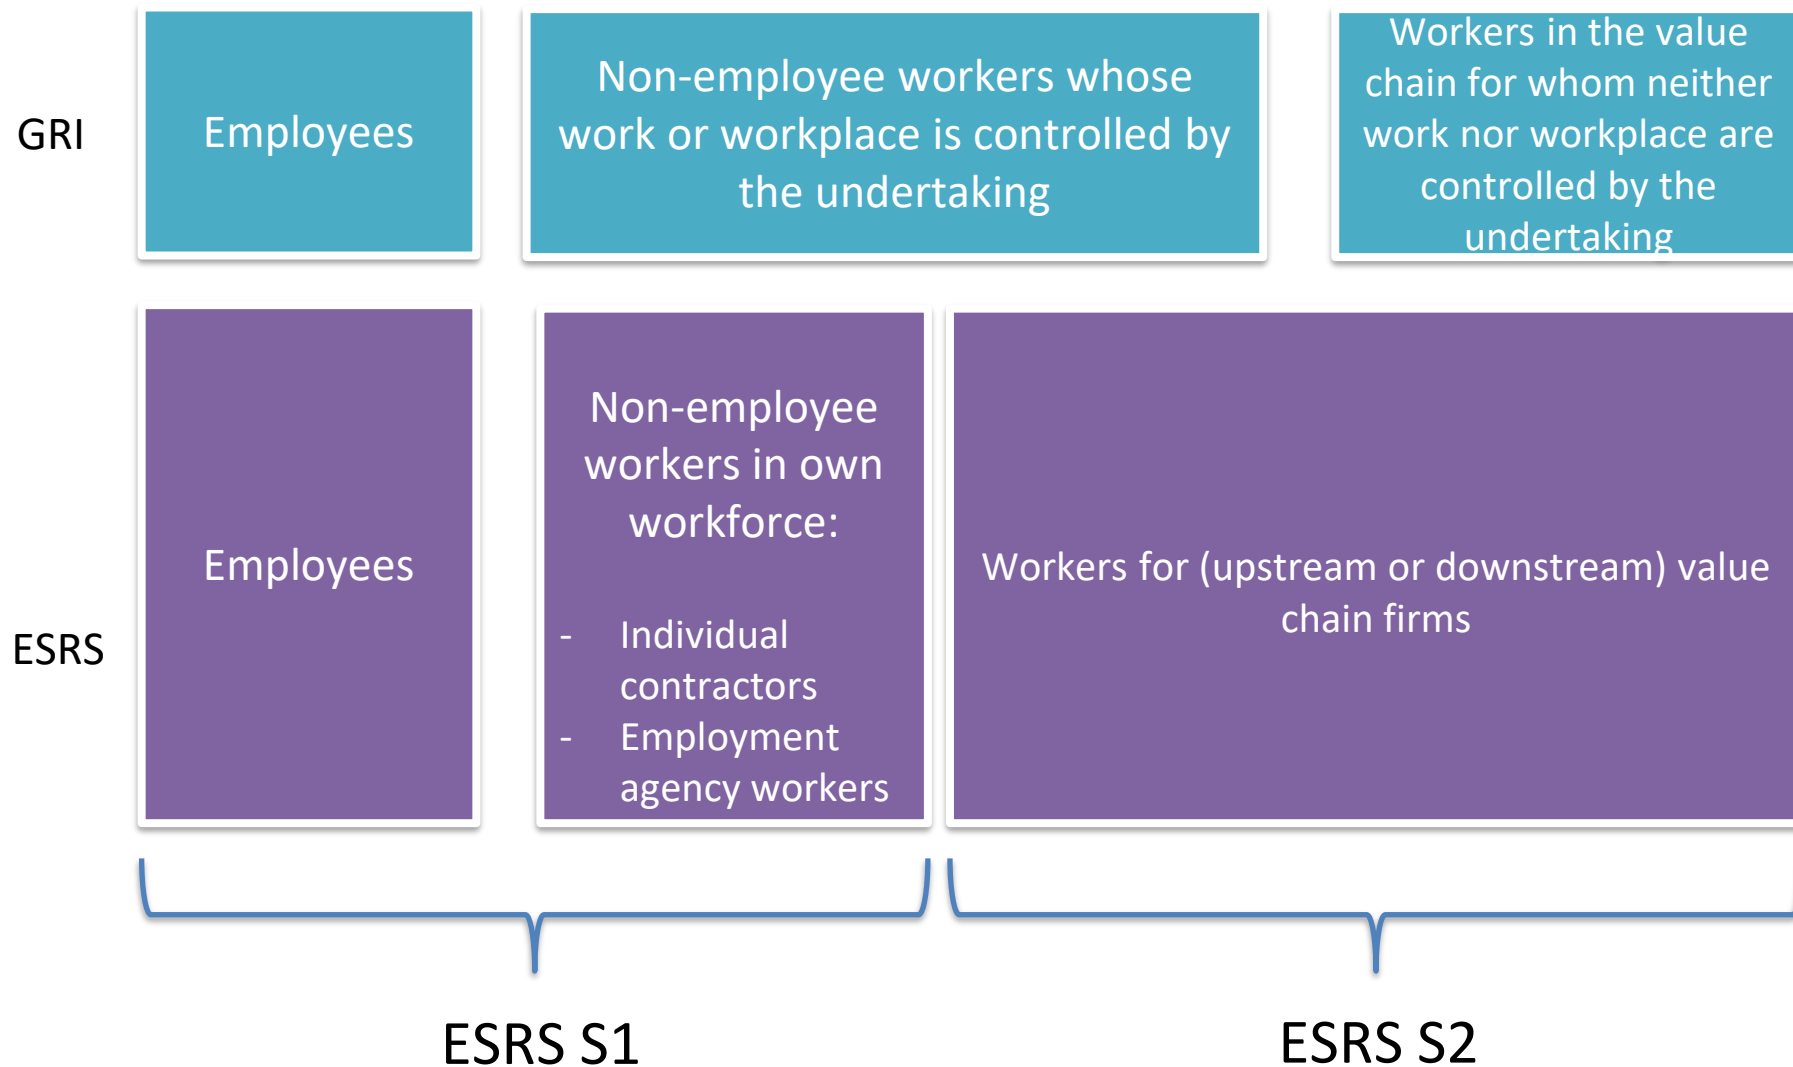 GRI
Employees
Non-employee workers whose
work or workplace is controlled by
the undertaking
Workers in the value
chain for whom neither
work nor workplace are
controlled by the
undertaking
ESRS
Employees
Non-employee
workers in own
workforce:
- Individual
contractors
- Employment
agency workers
Workers for (upstream or downstream) value
chain firms
ESRS S1
ESRS S2